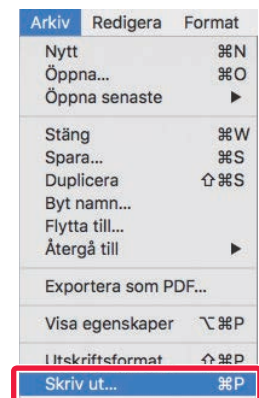 Arkiv Redigera Format
Nytt ⌘N
Öppna... ⌘O
Öppna senaste ▶
Stäng ⌘W
Spara... ⌘S
Duplicera ⇧⌘S
Byt namn...
Flytta till...
Återgå till ▶
Exportera som PDF...
Visa egenskaper ⌥⌘P
Utskriftsformat ⇧⌘P
Skriv ut... ⌘P